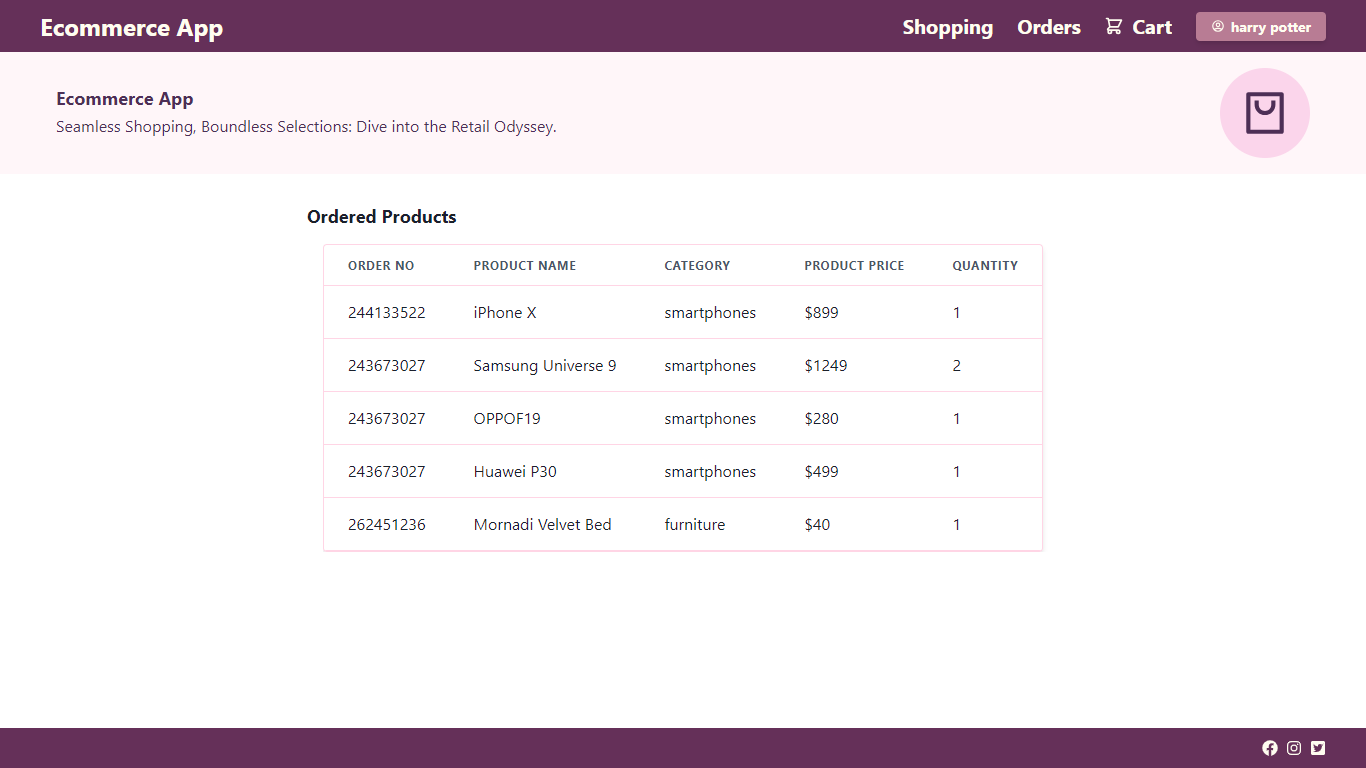 Ecommerce App Shopping Orders Cart harry potter
Ecommerce App
Seamless Shopping, Boundless Selections: Dive into the Retail Odyssey.
Ordered Products
ORDER NO PRODUCT NAME CATEGORY PRODUCT PRICE QUANTITY
244133522 iPhone X smartphones $899 1
243673027 Samsung Universe 9 smartphones $1249 2
243673027 OPPOF19 smartphones $280 1
243673027 Huawei P30 smartphones $499 1
262451236 Mornadi Velvet Bed furniture $40 1